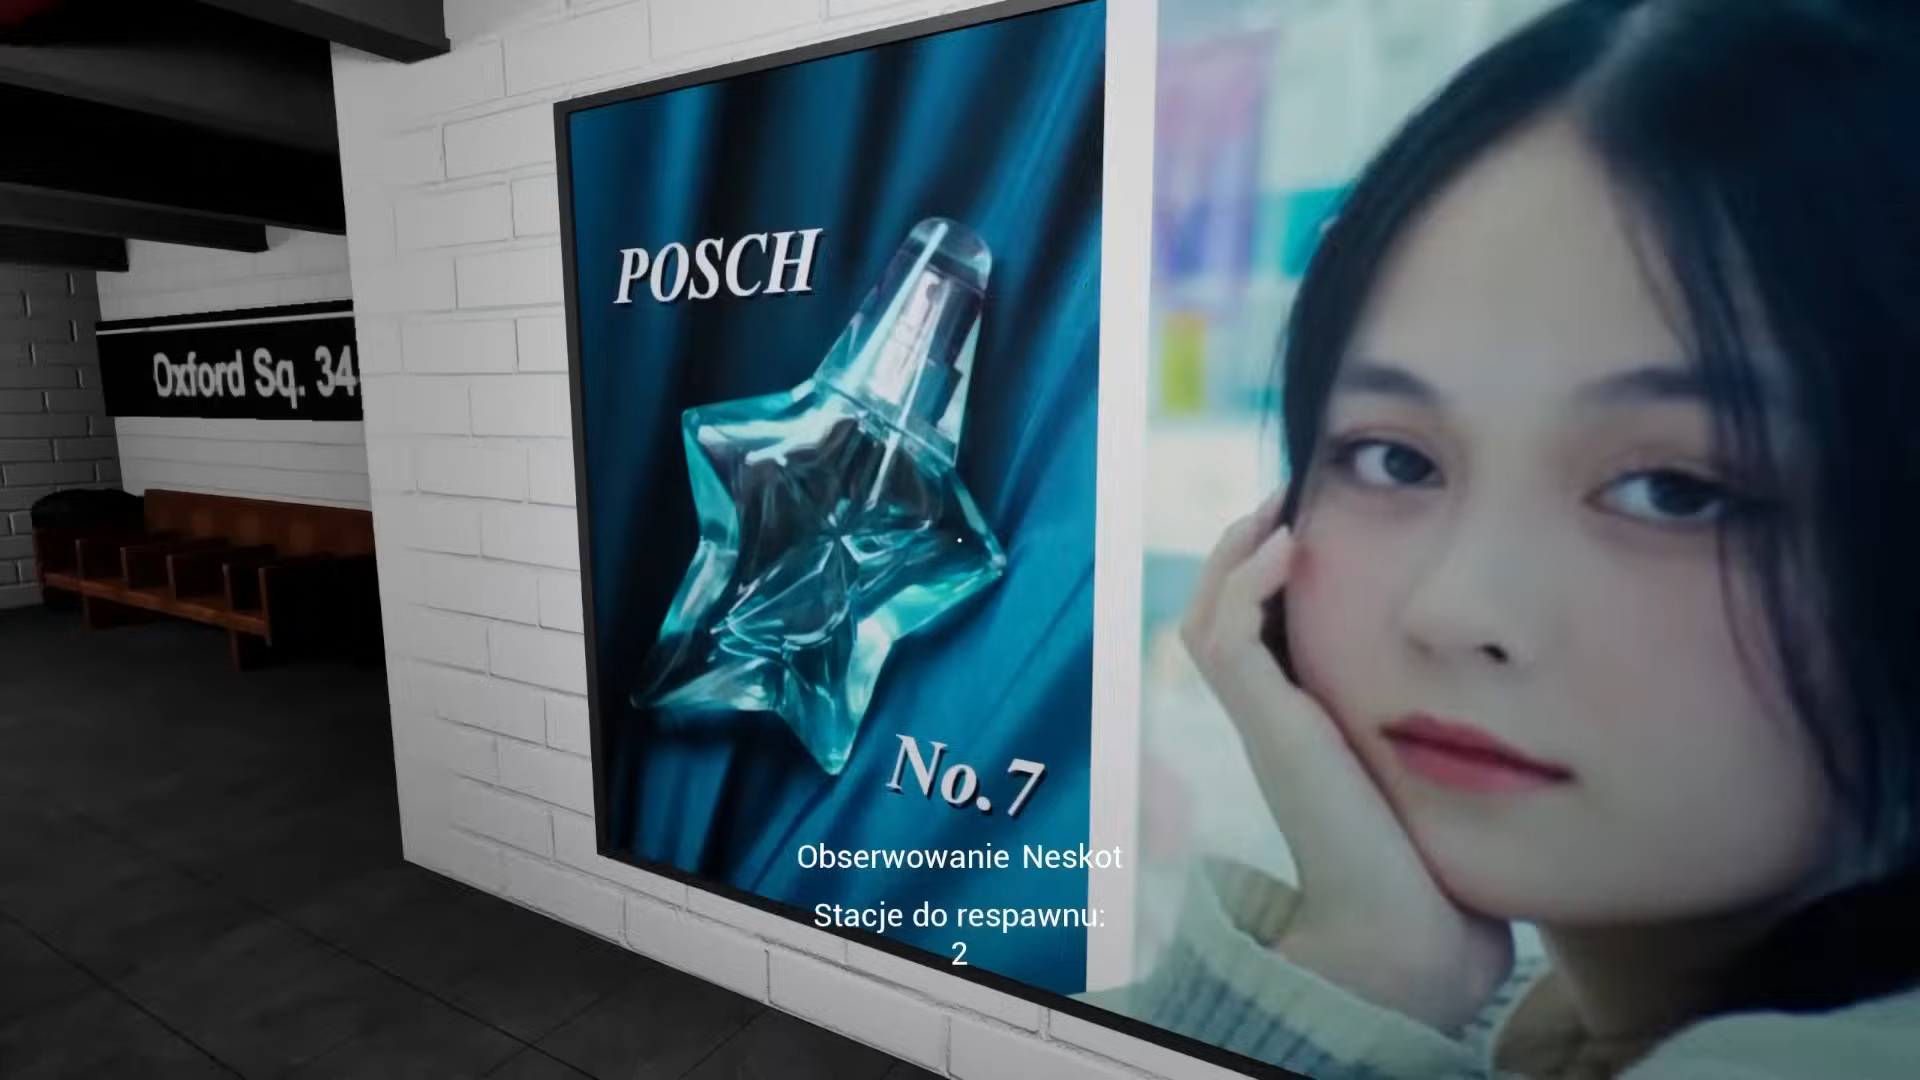 POSCH
Oxford Sq. 34
No.7
Obserwowanie Neskot
Stacje do respawnu:
2